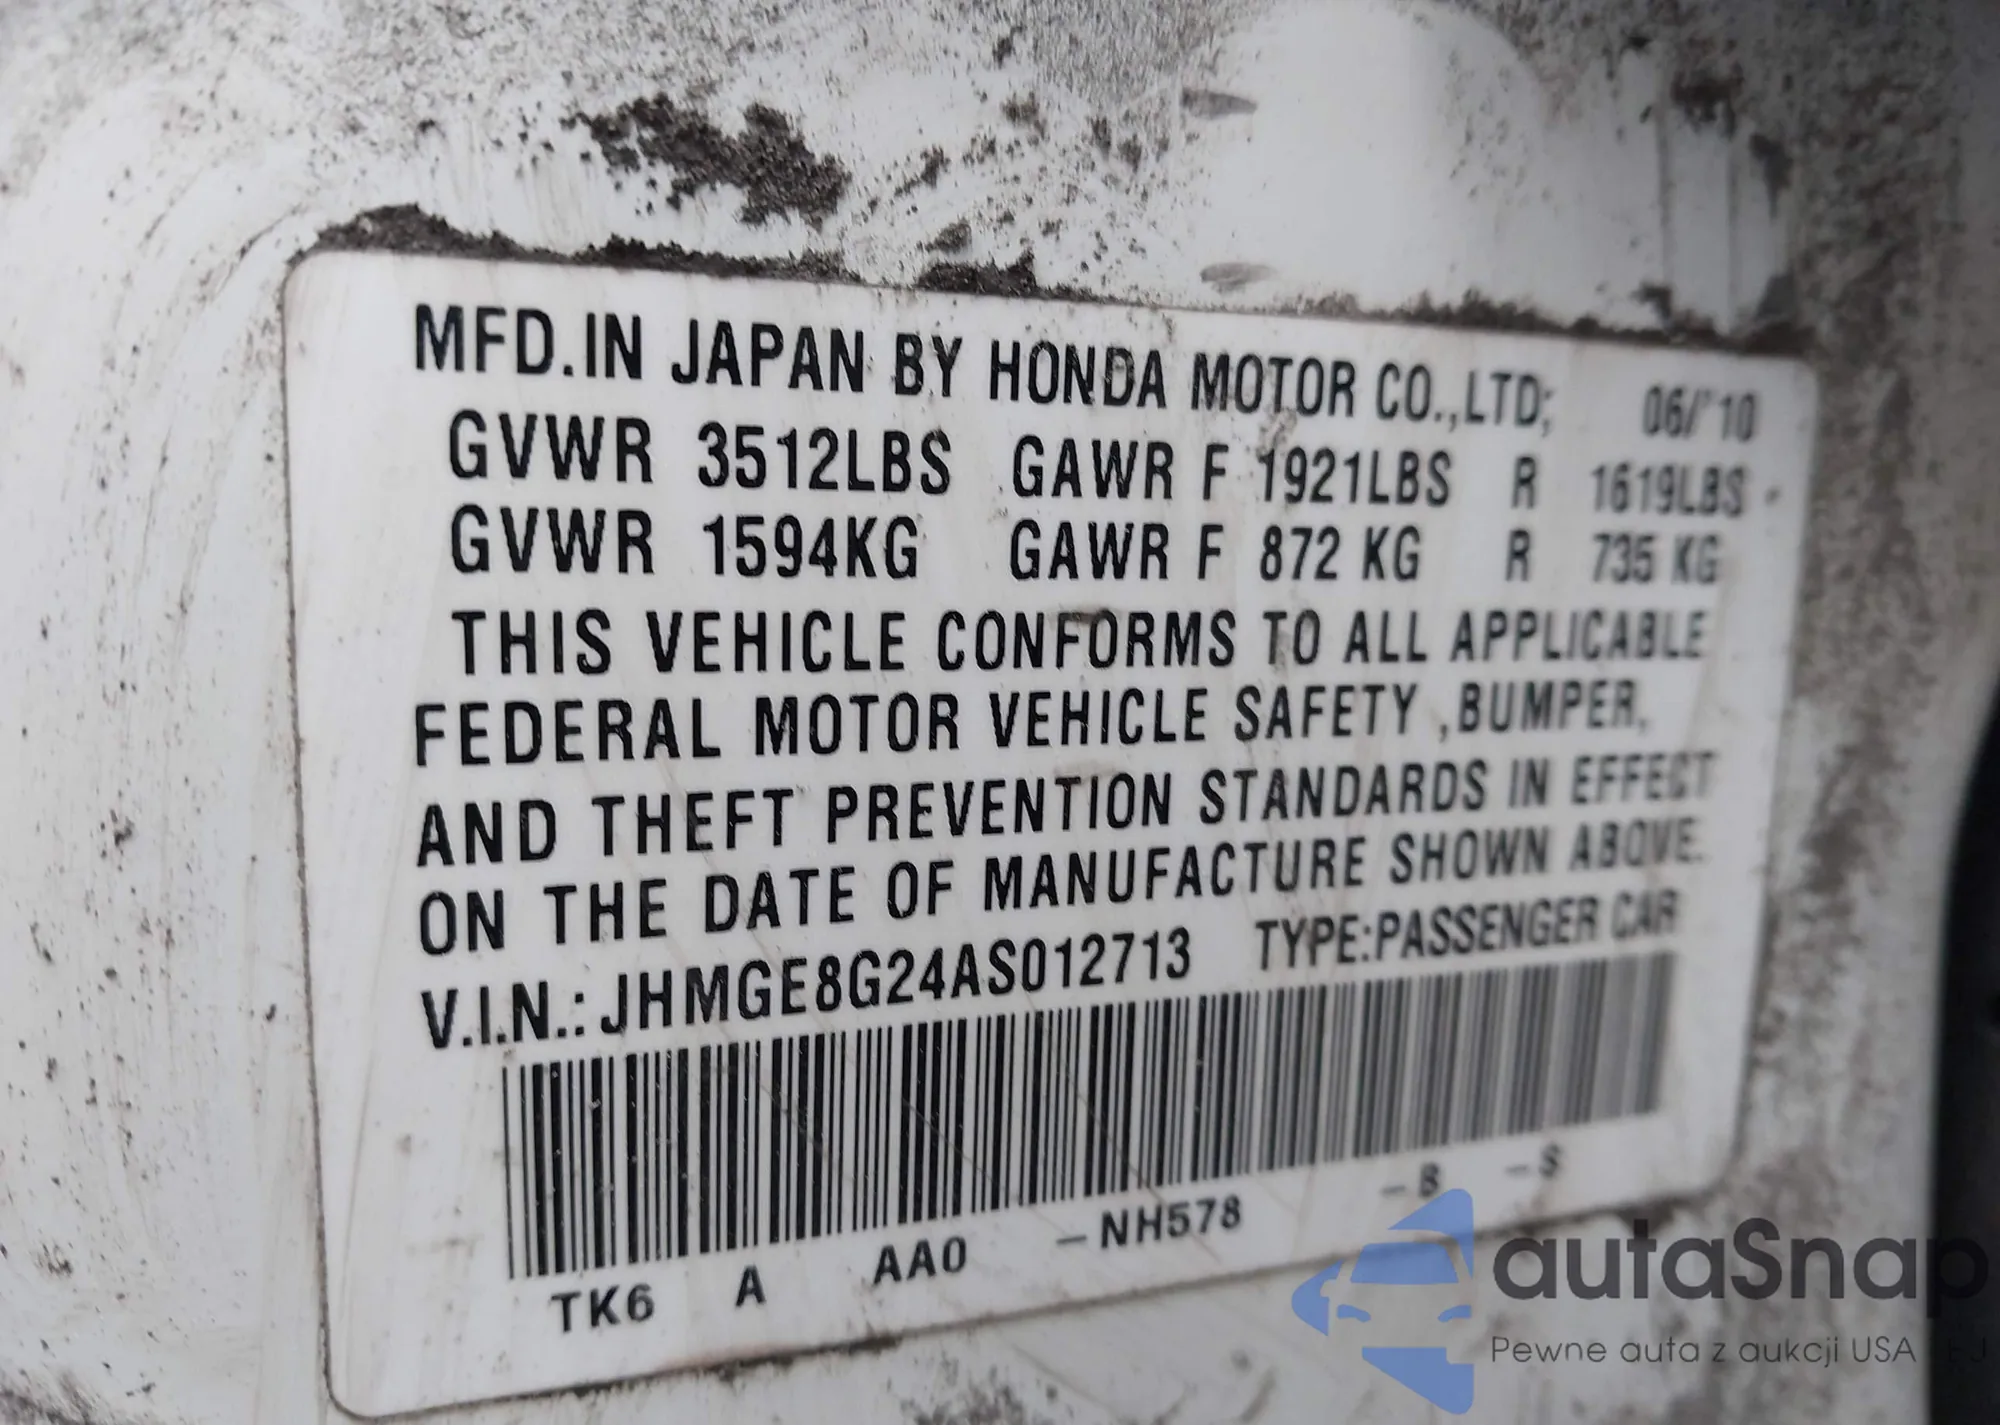 MFD.IN JAPAN BY HONDA MOTOR CO.,LTD; 06/'10
GVWR 3512LBS GAWR F 1921LBS R 1619LBS
GVWR 1594KG GAWR F 872 KG R 735 KG
THIS VEHICLE CONFORMS TO ALL APPLICABLE
FEDERAL MOTOR VEHICLE SAFETY ,BUMPER,
AND THEFT PREVENTION STANDARDS IN EFFECT
ON THE DATE OF MANUFACTURE SHOWN ABOVE.
V.I.N.: JHMGE8G24AS012713 TYPE:PASSENGER CAR
TK6 A AA0 -NH578 -B -S
autaSnap
Pewne auta z aukcji USA